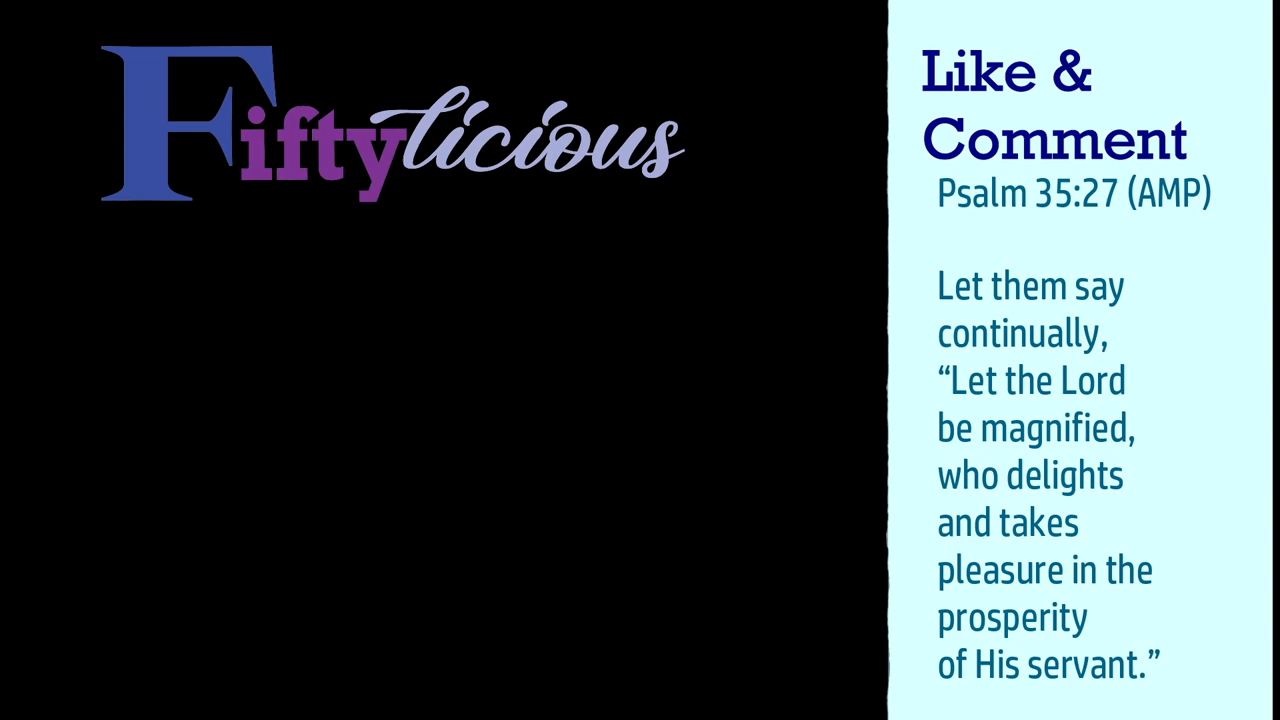 Fiftylicious
Like &
Comment
Psalm 35:27 (AMP)
Let them say
continually,
“Let the Lord
be magnified,
who delights
and takes
pleasure in the
prosperity
of His servant.”